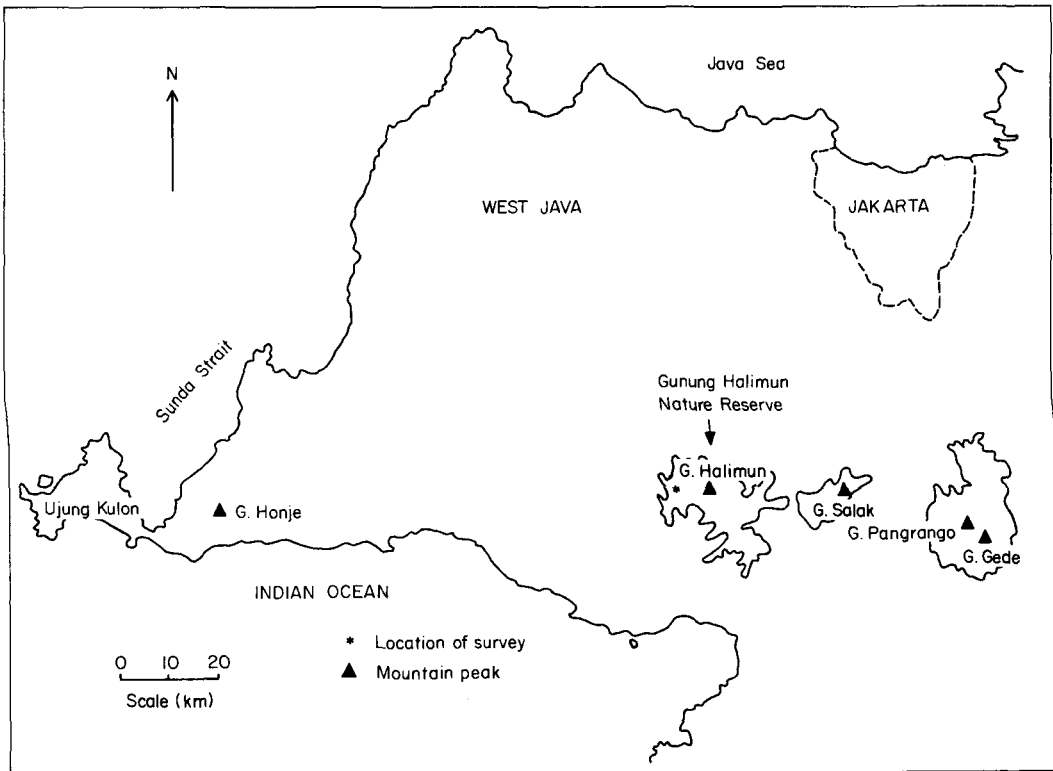 Java Sea
N
WEST JAVA
JAKARTA
Sunda Strait
Gunung Halimun
Nature Reserve
G. Halimun
Ujung Kulon
G. Honje
G. Salak
G. Pangrango
G. Gede
INDIAN OCEAN
* Location of survey
▲ Mountain peak
0 10 20
Scale (km)